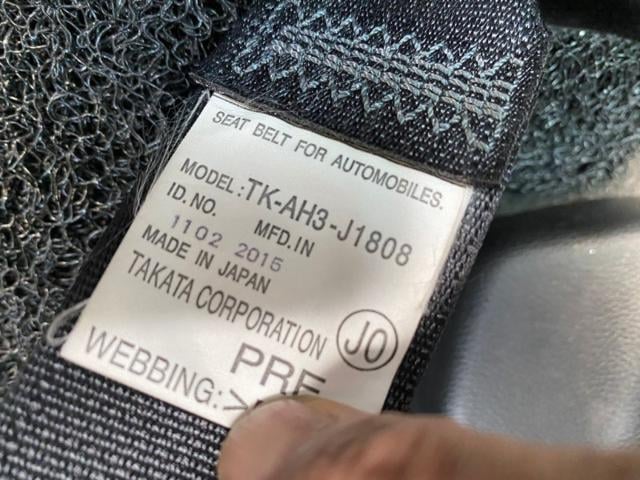 SEAT BELT FOR AUTOMOBILES.
MODEL:TK-AH3-J1808
ID.NO. MFD.IN
1102 2015
MADE IN JAPAN
TAKATA CORPORATION
JO
PRE
WEBBING:>